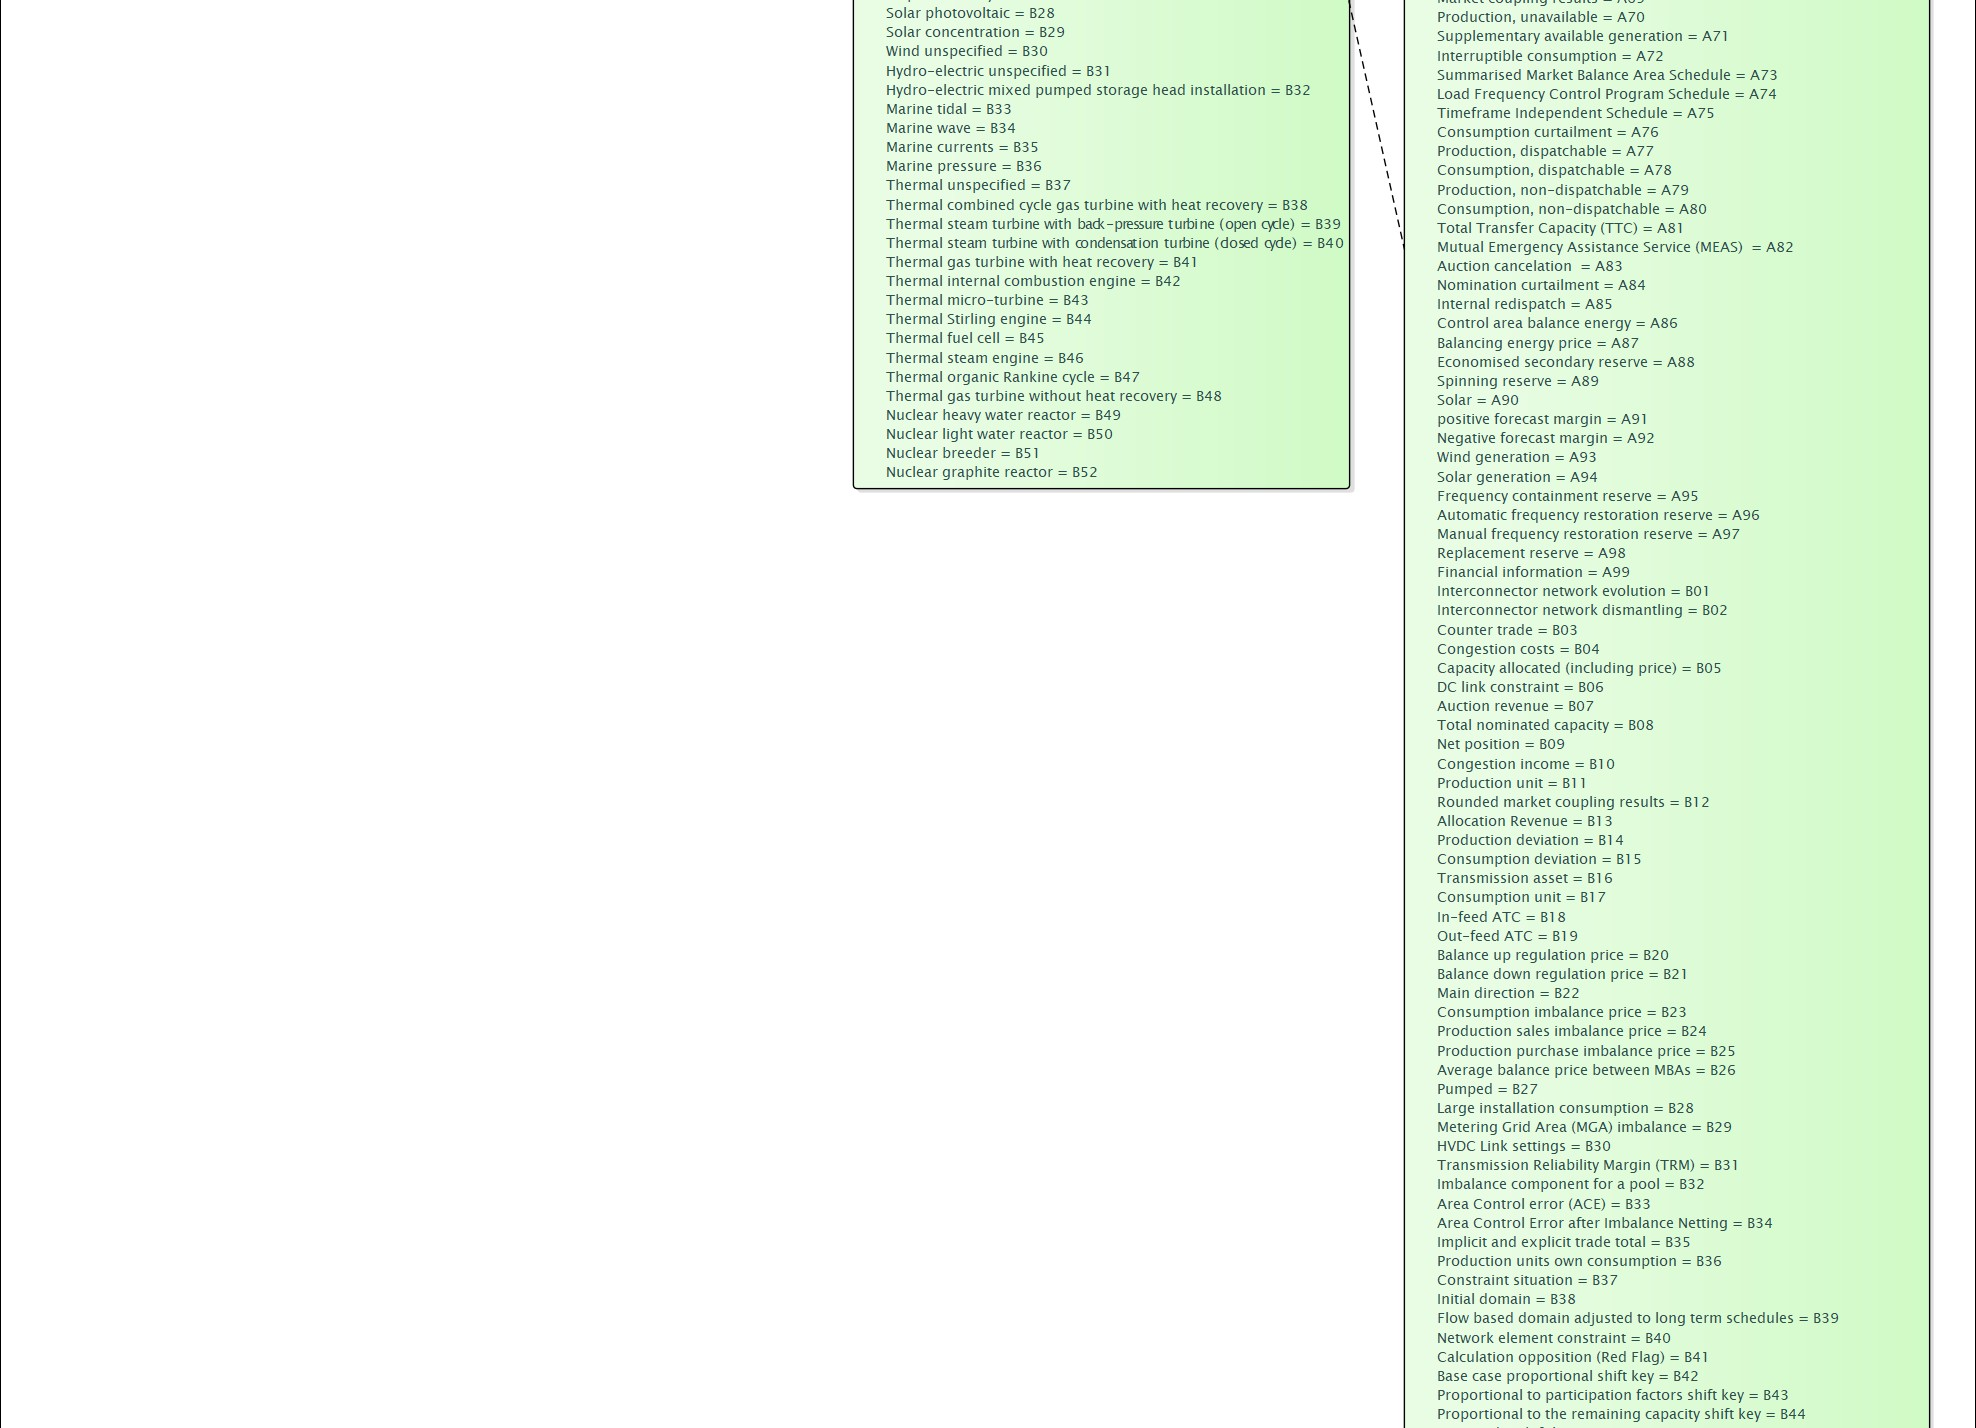 Solar photovoltaic = B28
Solar concentration = B29
Wind unspecified = B30
Hydro-electric unspecified = B31
Hydro-electric mixed pumped storage head installation = B32
Marine tidal = B33
Marine wave = B34
Marine currents = B35
Marine pressure = B36
Thermal unspecified = B37
Thermal combined cycle gas turbine with heat recovery = B38
Thermal steam turbine with back-pressure turbine (open cycle) = B39
Thermal steam turbine with condensation turbine (closed cycle) = B40
Thermal gas turbine with heat recovery = B41
Thermal internal combustion engine = B42
Thermal micro-turbine = B43
Thermal Stirling engine = B44
Thermal fuel cell = B45
Thermal steam engine = B46
Thermal organic Rankine cycle = B47
Thermal gas turbine without heat recovery = B48
Nuclear heavy water reactor = B49
Nuclear light water reactor = B50
Nuclear breeder = B51
Nuclear graphite reactor = B52
Market coupling results = A69
Production, unavailable = A70
Supplementary available generation = A71
Interruptible consumption = A72
Summarised Market Balance Area Schedule = A73
Load Frequency Control Program Schedule = A74
Timeframe Independent Schedule = A75
Consumption curtailment = A76
Production, dispatchable = A77
Consumption, dispatchable = A78
Production, non-dispatchable = A79
Consumption, non-dispatchable = A80
Total Transfer Capacity (TTC) = A81
Mutual Emergency Assistance Service (MEAS)  = A82
Auction cancelation  = A83
Nomination curtailment = A84
Internal redispatch = A85
Control area balance energy = A86
Balancing energy price = A87
Economised secondary reserve = A88
Spinning reserve = A89
Solar = A90
positive forecast margin = A91
Negative forecast margin = A92
Wind generation = A93
Solar generation = A94
Frequency containment reserve = A95
Automatic frequency restoration reserve = A96
Manual frequency restoration reserve = A97
Replacement reserve = A98
Financial information = A99
Interconnector network evolution = B01
Interconnector network dismantling = B02
Counter trade = B03
Congestion costs = B04
Capacity allocated (including price) = B05
DC link constraint = B06
Auction revenue = B07
Total nominated capacity = B08
Net position = B09
Congestion income = B10
Production unit = B11
Rounded market coupling results = B12
Allocation Revenue = B13
Production deviation = B14
Consumption deviation = B15
Transmission asset = B16
Consumption unit = B17
In-feed ATC = B18
Out-feed ATC = B19
Balance up regulation price = B20
Balance down regulation price = B21
Main direction = B22
Consumption imbalance price = B23
Production sales imbalance price = B24
Production purchase imbalance price = B25
Average balance price between MBAs = B26
Pumped = B27
Large installation consumption = B28
Metering Grid Area (MGA) imbalance = B29
HVDC Link settings = B30
Transmission Reliability Margin (TRM) = B31
Imbalance component for a pool = B32
Area Control error (ACE) = B33
Area Control Error after Imbalance Netting = B34
Implicit and explicit trade total = B35
Production units own consumption = B36
Constraint situation = B37
Initial domain = B38
Flow based domain adjusted to long term schedules = B39
Network element constraint = B40
Calculation opposition (Red Flag) = B41
Base case proportional shift key = B42
Proportional to participation factors shift key = B43
Proportional to the remaining capacity shift key = B44